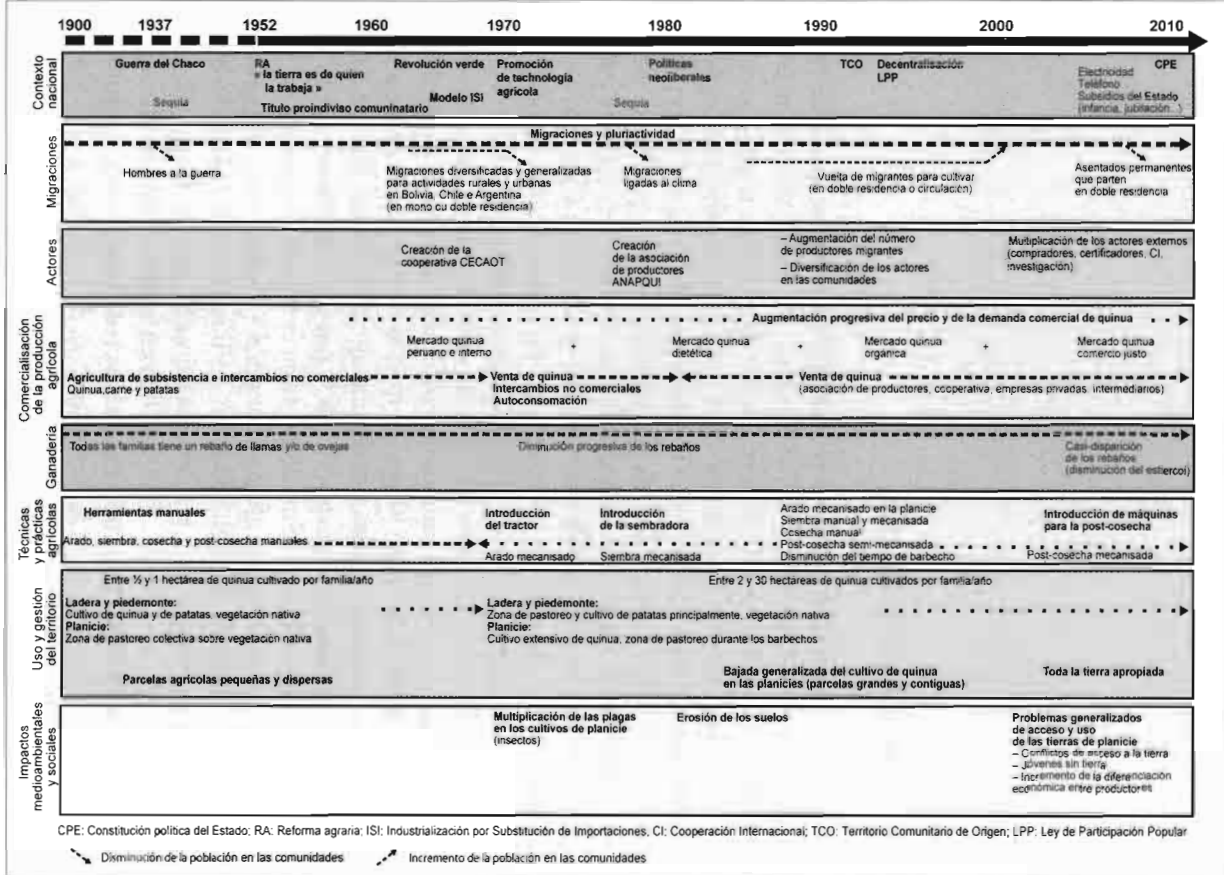 1900 1937 1952 1960 1970 1980 1990 2000 2010
Contexto
nacional
Guerra del Chaco
Sequía
RA
« la tierra es de quien
la trabaja »
Titulo proindiviso comuninatario
Revolución verde
Modelo ISI
Promoción
de technología
agrícola
Políticas
neoliberales
Sequia
TCO
Decentralisación
LPP
Electricidad
Teléfono
Subsidios del Estado
(infancia, jubilación...)
CPE
Migraciones
Migraciones y pluriactividad
Hombres a la guerra
Migraciones diversificadas y generalizadas
para actividades rurales y urbanas
en Bolivia, Chile e Argentina
(en mono cu doble residencia)
Migraciones
ligadas al clima
Vuelta de migrantes para cultivar
(en doble residencia o circulación)
Asentados permanentes
que parten
en doble residencia
Actores
Creación de la
cooperativa CECAOT
Creación
de la asociación
de productores
ANAPQUI
– Augmentación del número
de productores migrantes
– Diversificación de los actores
en las comunidades
Multiplicación de los actores externos
(compradores, certificadores, CI,
investigación)
Comercialisación
de la producción
agrícola
Augmentación progresiva del precio y de la demanda comercial de quinua
Mercado quinua
peruano e interno
+
Mercado quinua
dietética
+
Mercado quinua
organica
+
Mercado quinua
comercio justo
Agricultura de subsistencia e intercambios no comerciales
Quinua,carne y patatas
Venta de quinua
Intercambios no comerciales
Autoconsomación
Venta de quinua
(asociación de productores, cooperativa, empresas privadas, intermediarios)
Ganadería
Todas las familias tiene un rebaño de llamas y/o de ovejas
Diminución progresiva de los rebaños
Casi-disparición
de los rebaños
(disminución del estiercol)
Técnicas
y prácticas
agrícolas
Herramientas manuales
Arado, siembra, cosecha y post-cosecha manuales
Introducción
del tractor
Arado mecanisado
Introducción
de la sembradora
Siembra mecanisada
Arado mecanisado en la planicie
Siembra manual y mecanisada
Cosecha manual
Post-cosecha semi-mecanisada
Disminución del tiempo de barbecho
Introducción de máquinas
para la post-cosecha
Post-cosecha mecanisada
Uso y gestión
del territorio
Entre ½ y 1 hectárea de quinua cultivado por familia/año
Ladera y piedemonte:
Cultivo de quinua y de patatas, vegetación nativa
Planicie:
Zona de pastoreo colectiva sobre vegetación nativa
Parcelas agrícolas pequeñas y dispersas
Entre 2 y 30 hectáreas de quinua cultivados por familia/año
Ladera y piedemonte:
Zona de pastoreo y cultivo de patatas principalmente, vegetación nativa
Planicie:
Cultivo extensivo de quinua, zona de pastoreo durante los barbechos
Bajada generalizada del cultivo de quinua
en las planicies (parcelas grandes y contiguas)
Toda la tierra apropiada
Impactos
medioambientales
y sociales
Multiplicación de las plagas
en los cultivos de planicie
(insectos)
Erosión de los suelos
Problemas generalizados
de acceso y uso
de las tierras de planicie
– Conflictos de acceso a la tierra
– Jóvenes sin tierra
– Incremento de la diferenciación
económica entre productores
CPE: Constitución política del Estado; RA: Reforma agraria; ISI: Industrialización por Substitución de Importaciones, CI: Cooperación Internacional; TCO: Territorio Comunitario de Origen; LPP: Ley de Participación Popular
Disminución de la población en las comunidades
Incremento de la población en las comunidades